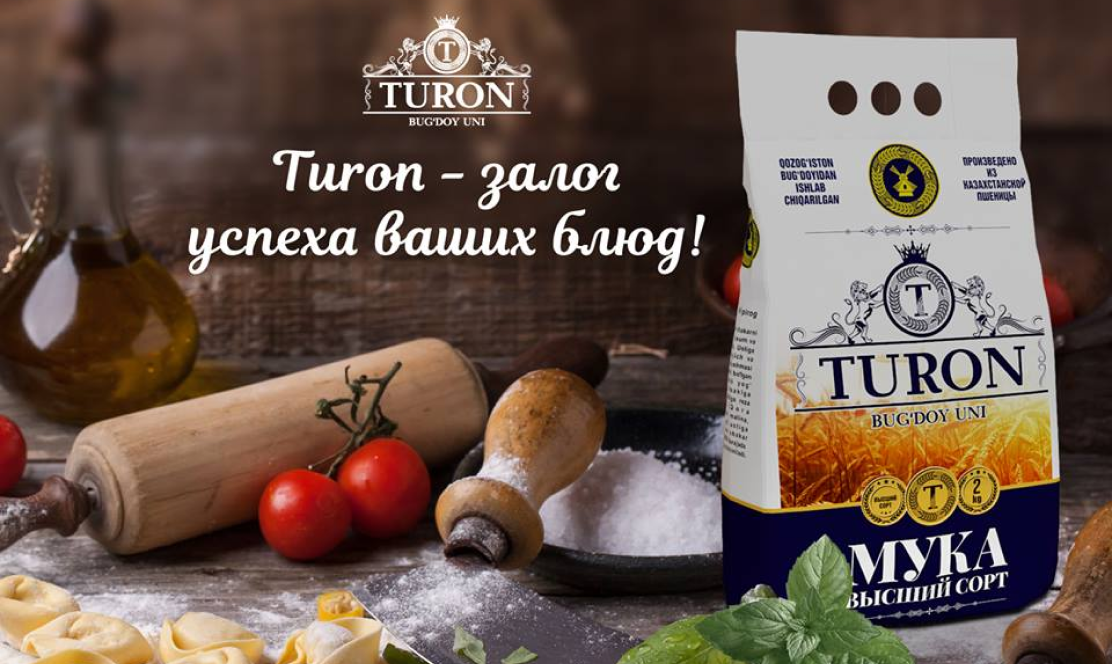 T
TURON
BUG'DOY UNI
Turon – залог
успеха ваших блюд!
QOZOG'ISTON
BUG'DOYIDAN
ISHLAB
CHIQARILGAN
ПРОИЗВЕДЕНО
ИЗ
КАЗАХСТАНСКОЙ
ПШЕНИЦЫ
T
TURON
BUG'DOY UNI
ВЫСШИЙ
СОРТ
T
2
kg
МУКА
ВЫСШИЙ СОРТ